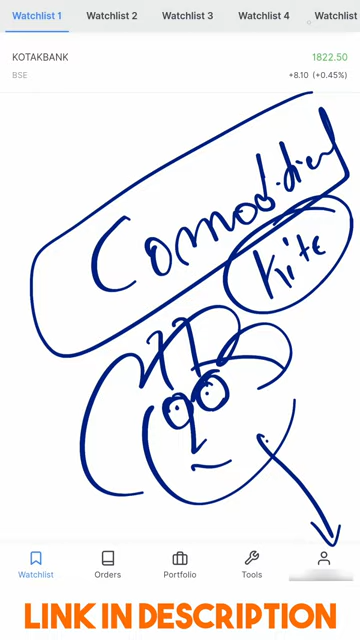 Watchlist 1 Watchlist 2 Watchlist 3 Watchlist 4 Watchlist
KOTAKBANK 1822.50
BSE +8.10 (+0.45%)
Kite
Watchlist Orders Portfolio Tools
LINK IN DESCRIPTION